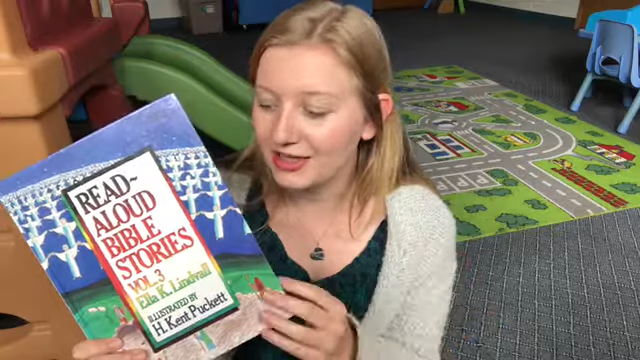 READ-
ALOUD
BIBLE
STORIES
VOL. 3
Ella K. Lindvall
ILLUSTRATED BY
H. Kent Puckett